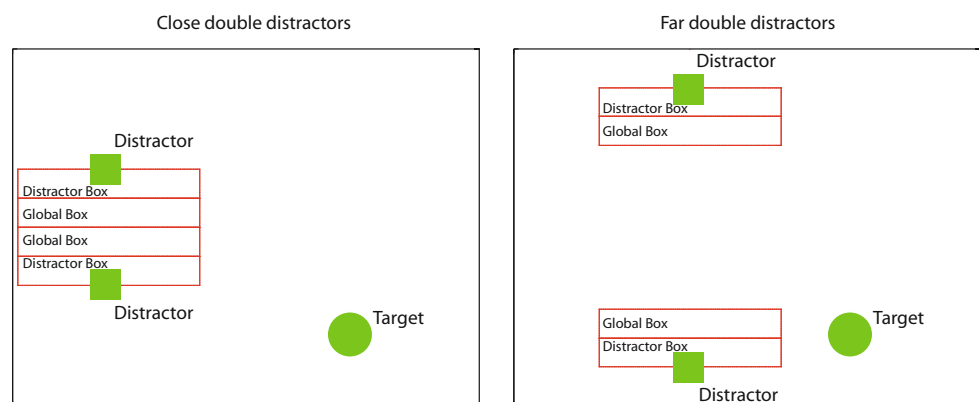 Close double distractors
Distractor
Distractor Box
Global Box
Global Box
Distractor Box
Distractor
Target
Far double distractors
Distractor
Distractor Box
Global Box
Global Box
Distractor Box
Target
Distractor